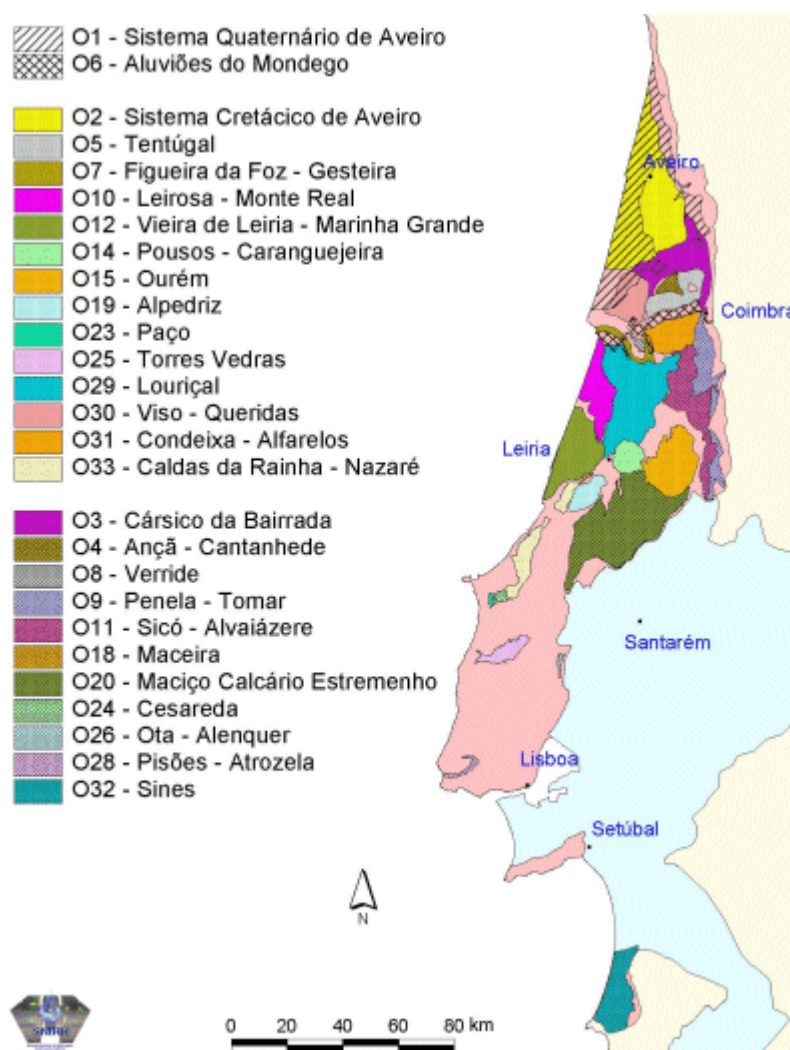 O1 - Sistema Quaternário de Aveiro
O6 - Aluviões do Mondego
O2 - Sistema Cretácico de Aveiro
O5 - Tentúgal
O7 - Figueira da Foz - Gesteira
O10 - Leirosa - Monte Real
O12 - Vieira de Leiria - Marinha Grande
O14 - Pousos - Caranguejeira
O15 - Ourém
O19 - Alpedriz
O23 - Paço
O25 - Torres Vedras
O29 - Louriçal
O30 - Viso - Queridas
O31 - Condeixa - Alfarelos
O33 - Caldas da Rainha - Nazaré
O3 - Cársico da Bairrada
O4 - Ançã - Cantanhede
O8 - Verride
O9 - Penela - Tomar
O11 - Sicó - Alvaiázere
O18 - Maceira
O20 - Maciço Calcário Estremenho
O24 - Cesareda
O26 - Ota - Alenquer
O28 - Pisões - Atrozela
O32 - Sines
Aveiro
Coimbra
Leiria
Santarém
Lisboa
Setúbal
N
0 20 40 60 80 km